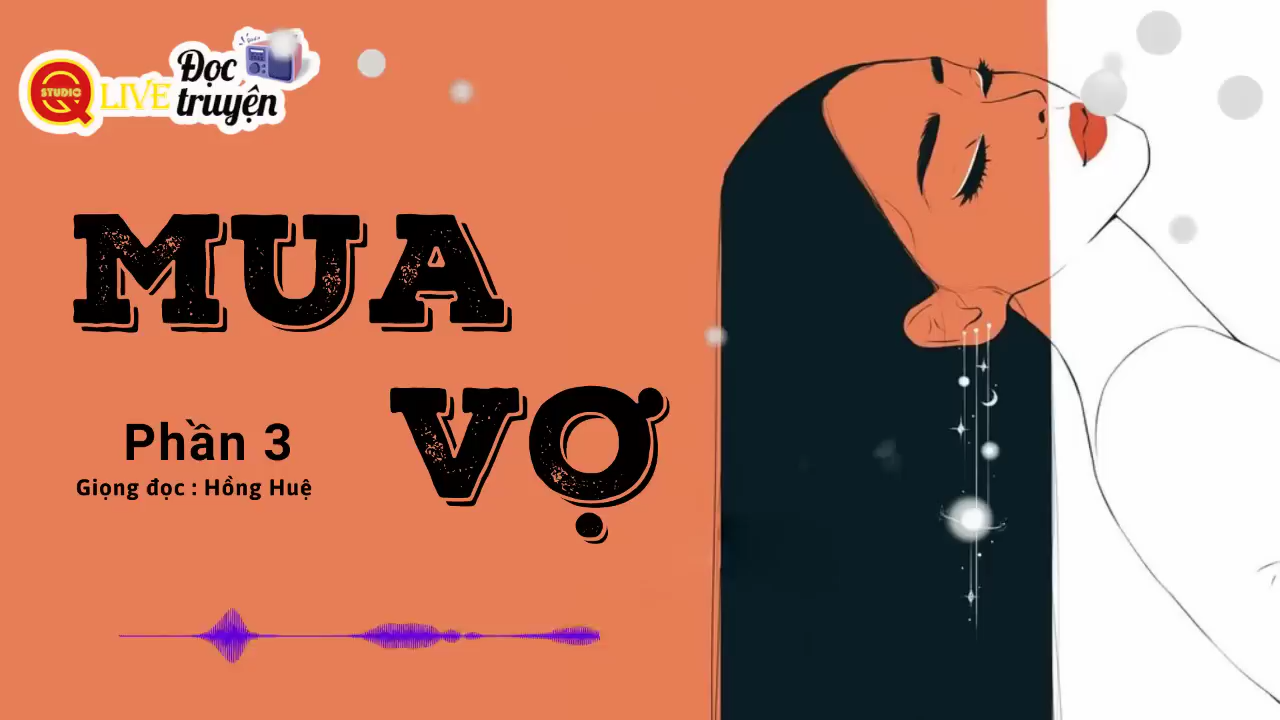 STUDIO
LIVE
Đọc
truyện
MUA
VỢ
Phần 3
Giọng đọc : Hồng Huệ